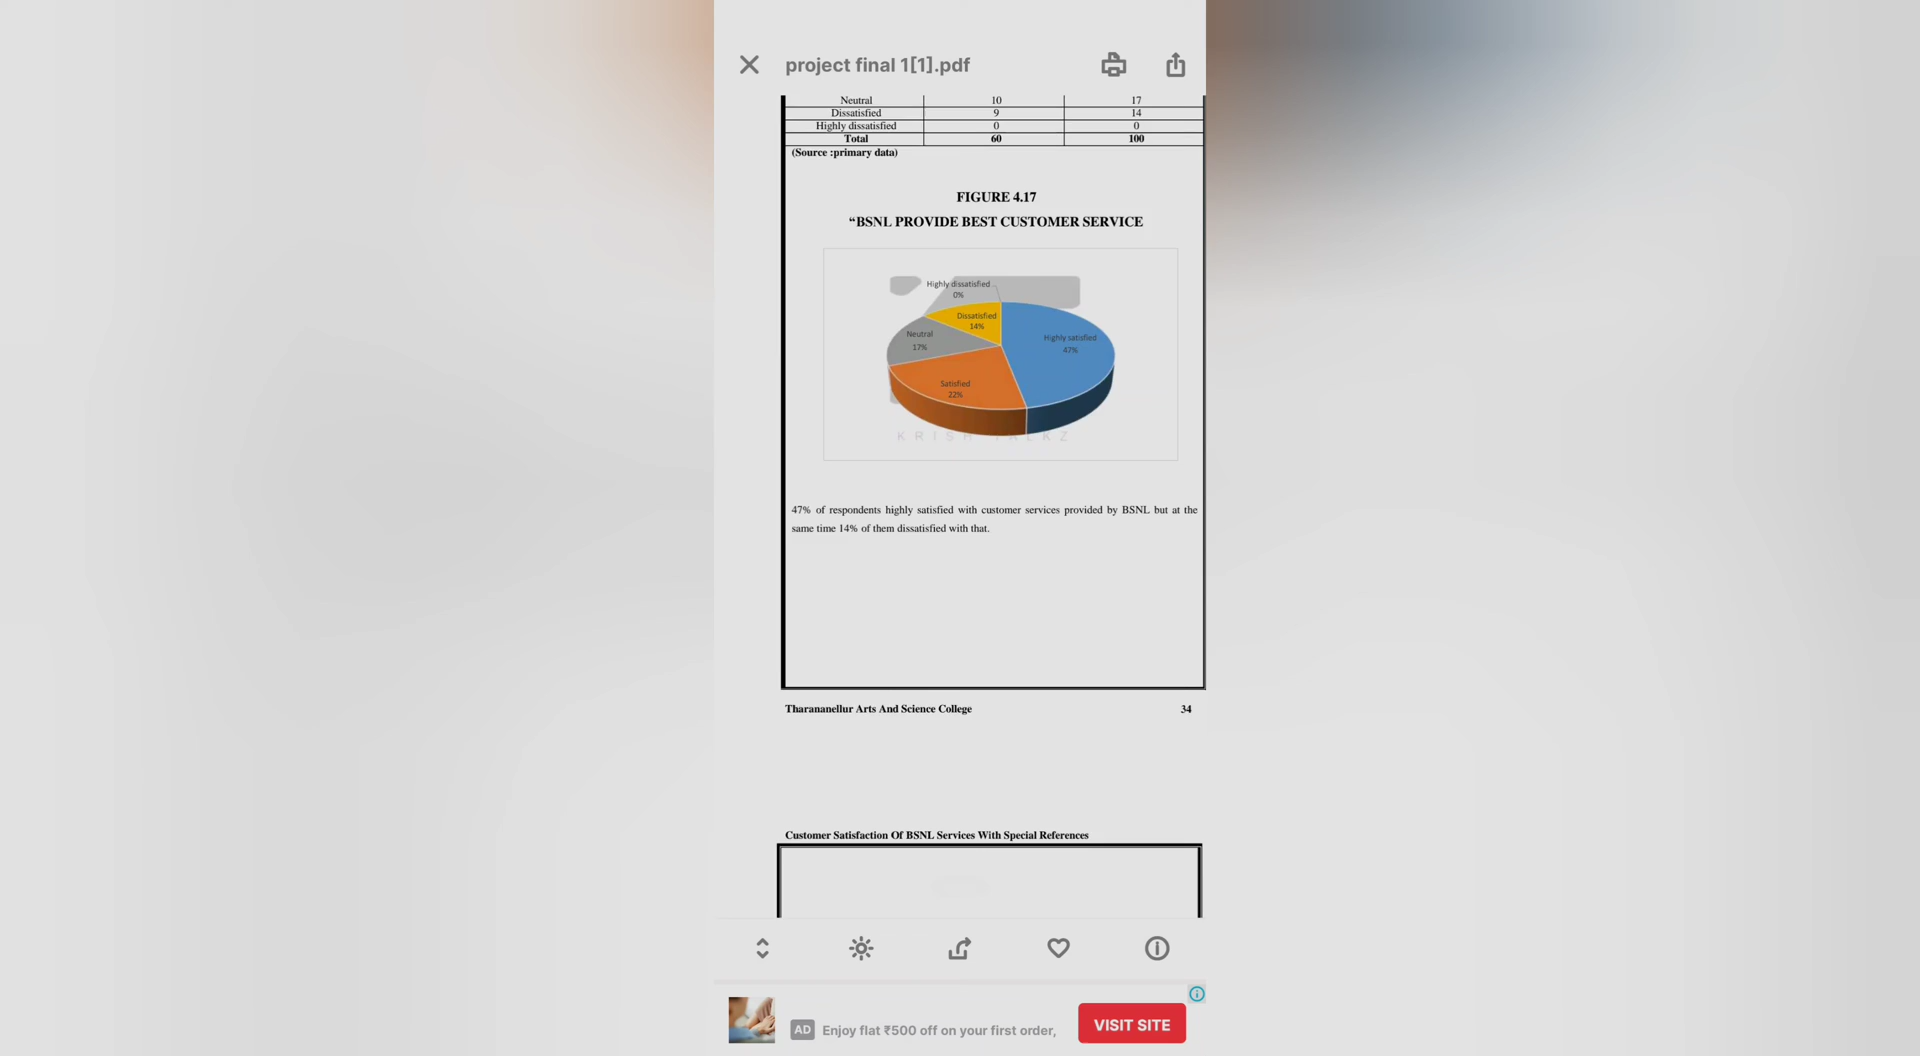 project final 1[1].pdf
Neutral 10 17
Dissatisfied 9 14
Highly dissatisfied 0 0
Total 60 100
(Source :primary data)
FIGURE 4.17
“BSNL PROVIDE BEST CUSTOMER SERVICE
Highly dissatisfied
0%
Dissatisfied
14%
Neutral
17%
Highly satisfied
47%
Satisfied
22%
KRISH TALKZ
47% of respondents highly satisfied with customer services provided by BSNL but at the
same time 14% of them dissatisfied with that.
Tharananellur Arts And Science College 34
Customer Satisfaction Of BSNL Services With Special References
AD Enjoy flat ₹500 off on your first order,
VISIT SITE